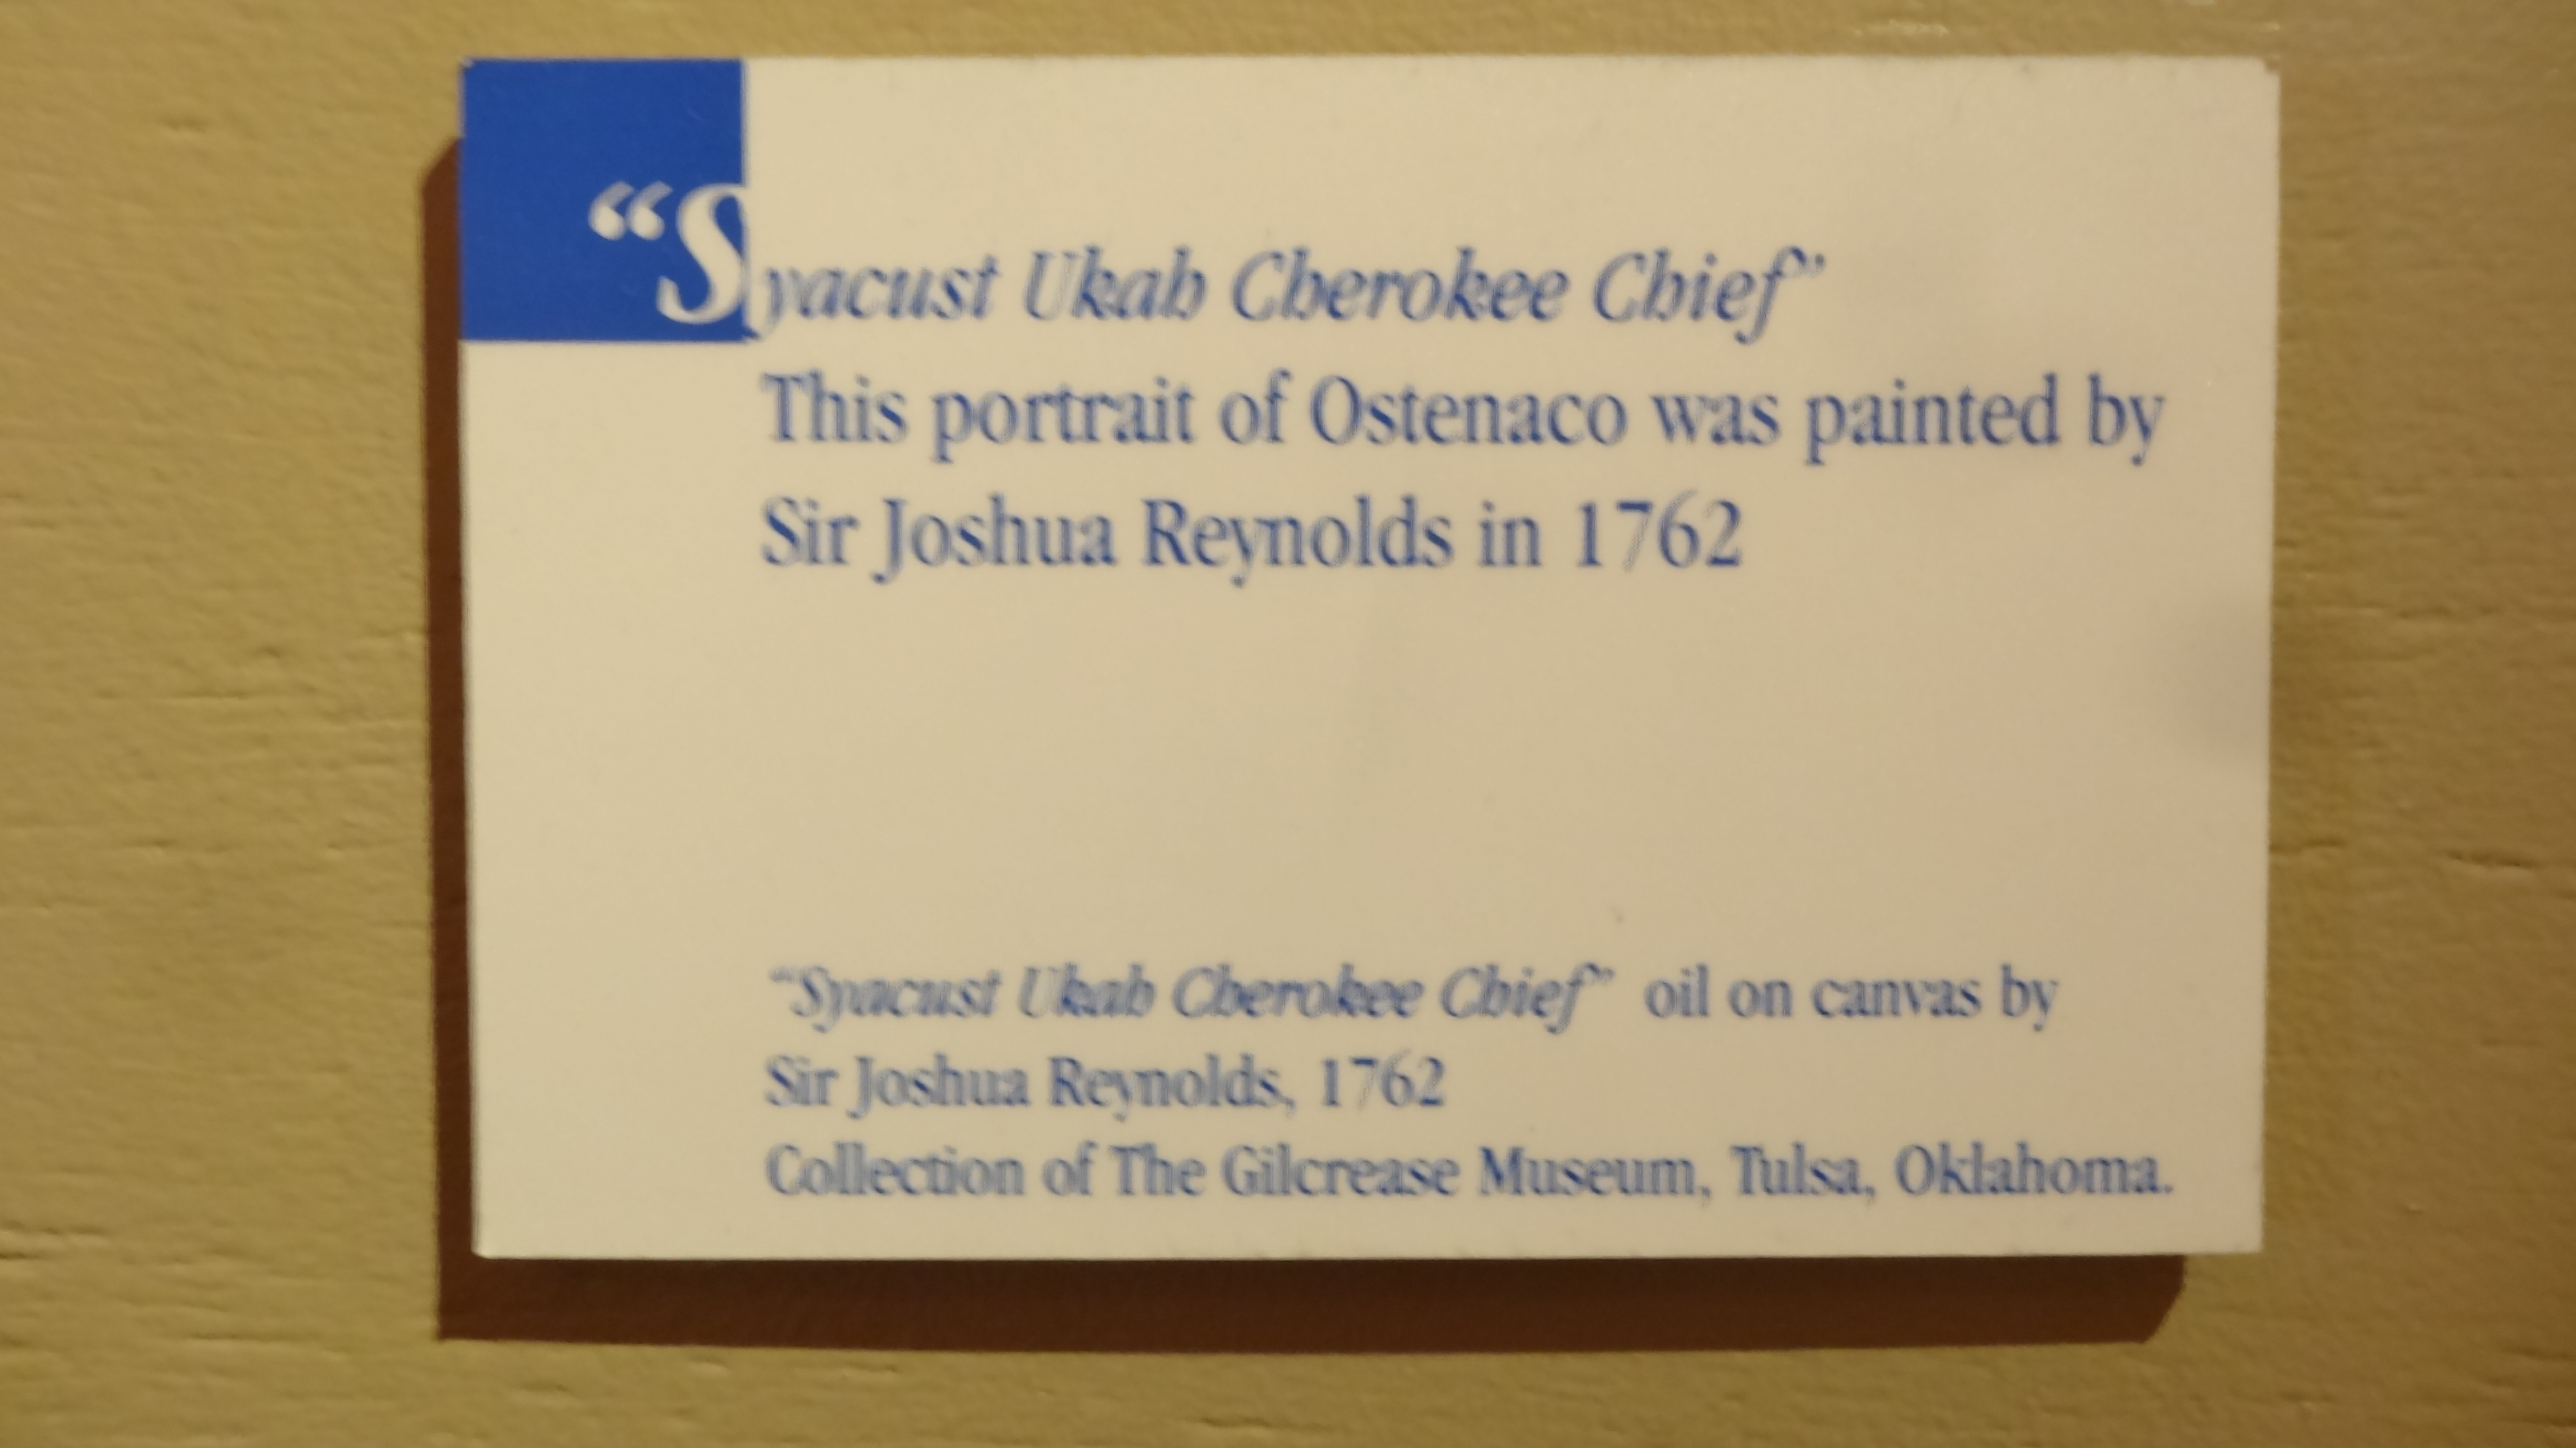 “Syacust Ukah Cherokee Chief”
This portrait of Ostenaco was painted by
Sir Joshua Reynolds in 1762
“Syacust Ukah Cherokee Chief” oil on canvas by
Sir Joshua Reynolds, 1762
Collection of The Gilcrease Museum, Tulsa, Oklahoma.